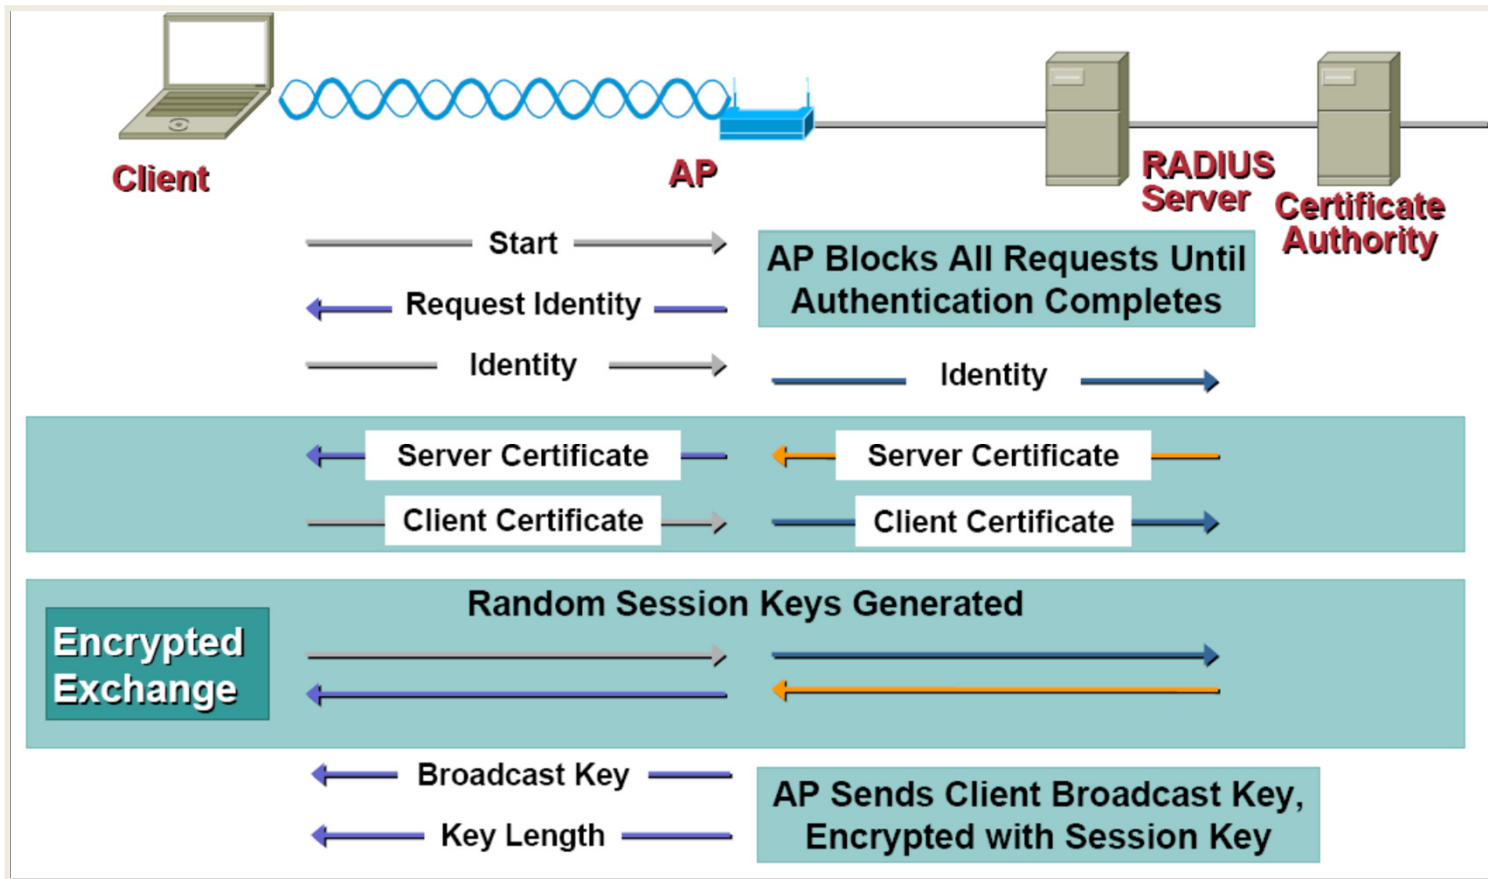 Client
AP
RADIUS
Server
Certificate
Authority
Start
AP Blocks All Requests Until
Authentication Completes
Request Identity
Identity
Identity
Server Certificate
Server Certificate
Client Certificate
Client Certificate
Random Session Keys Generated
Encrypted
Exchange
Broadcast Key
AP Sends Client Broadcast Key,
Encrypted with Session Key
Key Length